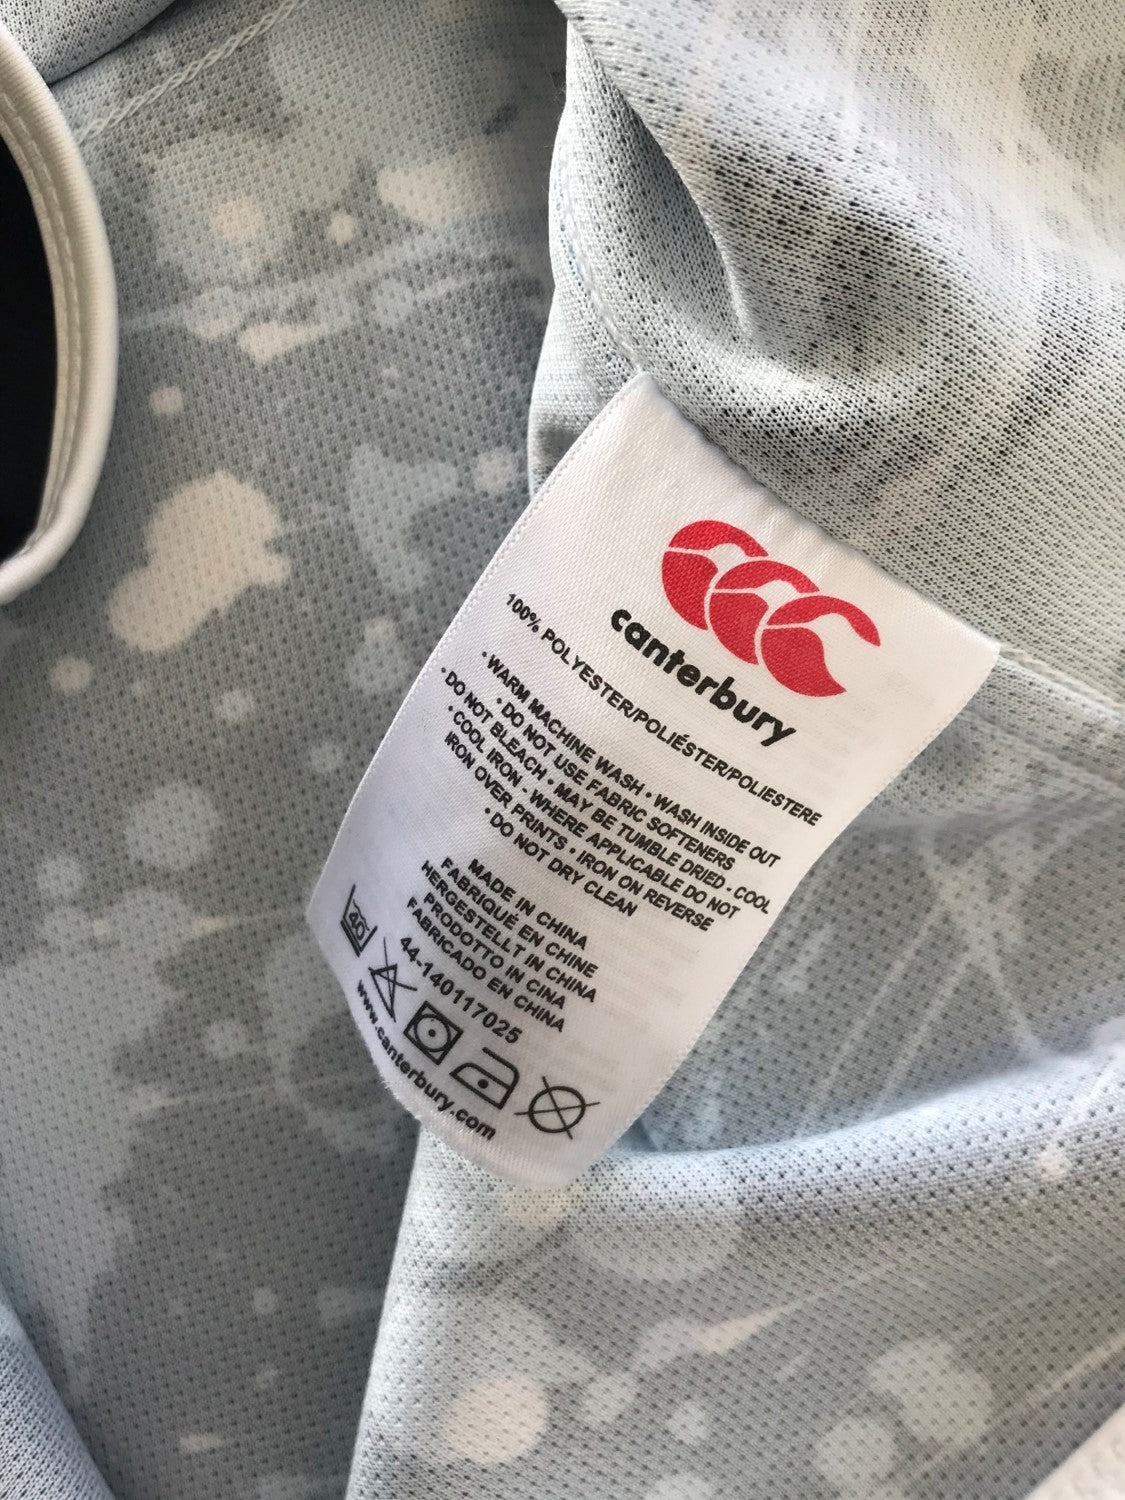 canterbury
100% POLYESTER/POLIÉSTER/POLIESTERE
• WARM MACHINE WASH • WASH INSIDE OUT
• DO NOT USE FABRIC SOFTENERS
• DO NOT BLEACH • MAY BE TUMBLE DRIED - COOL
• COOL IRON - WHERE APPLICABLE DO NOT
IRON OVER PRINTS • IRON ON REVERSE
• DO NOT DRY CLEAN
MADE IN CHINA
FABRIQUÉ EN CHINE
HERGESTELLT IN CHINA
PRODOTTO IN CINA
FABRICADO EN CHINA
44-140117025
40
www.canterbury.com